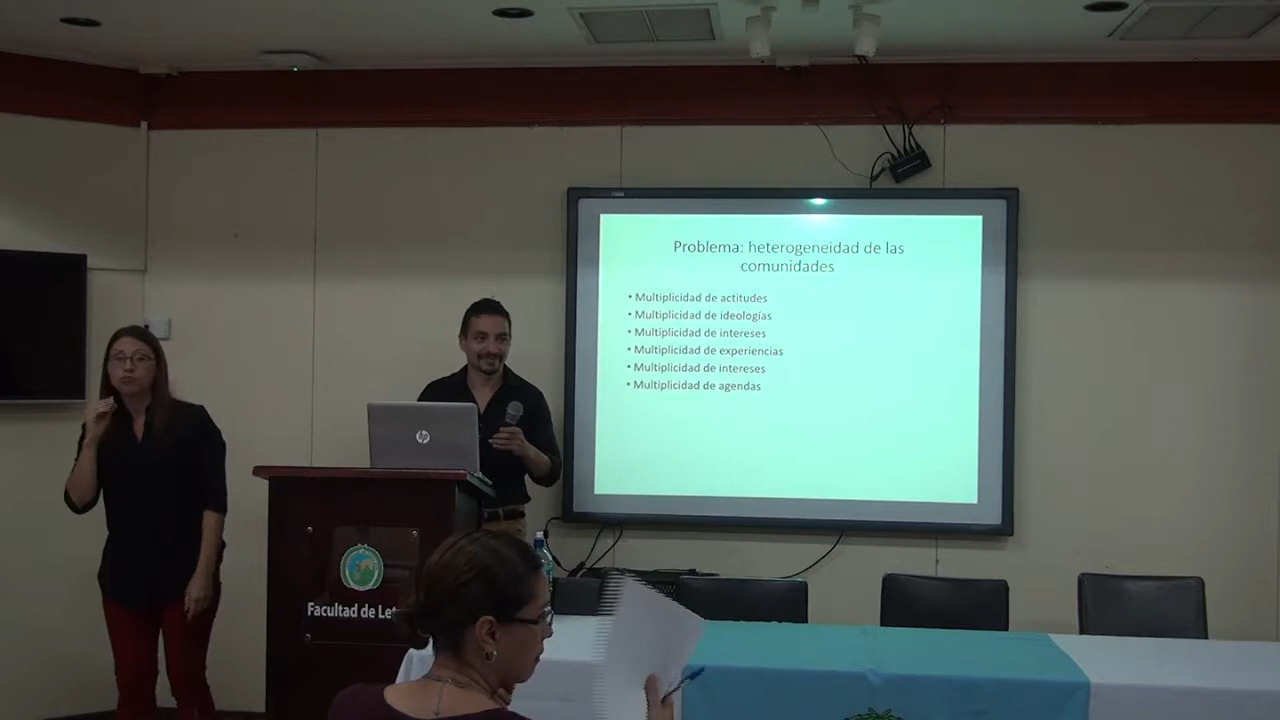 Problema: heterogeneidad de las
comunidades
• Multiplicidad de actitudes
• Multiplicidad de ideologías
• Multiplicidad de intereses
• Multiplicidad de experiencias
• Multiplicidad de intereses
• Multiplicidad de agendas
hp
Facultad de Let